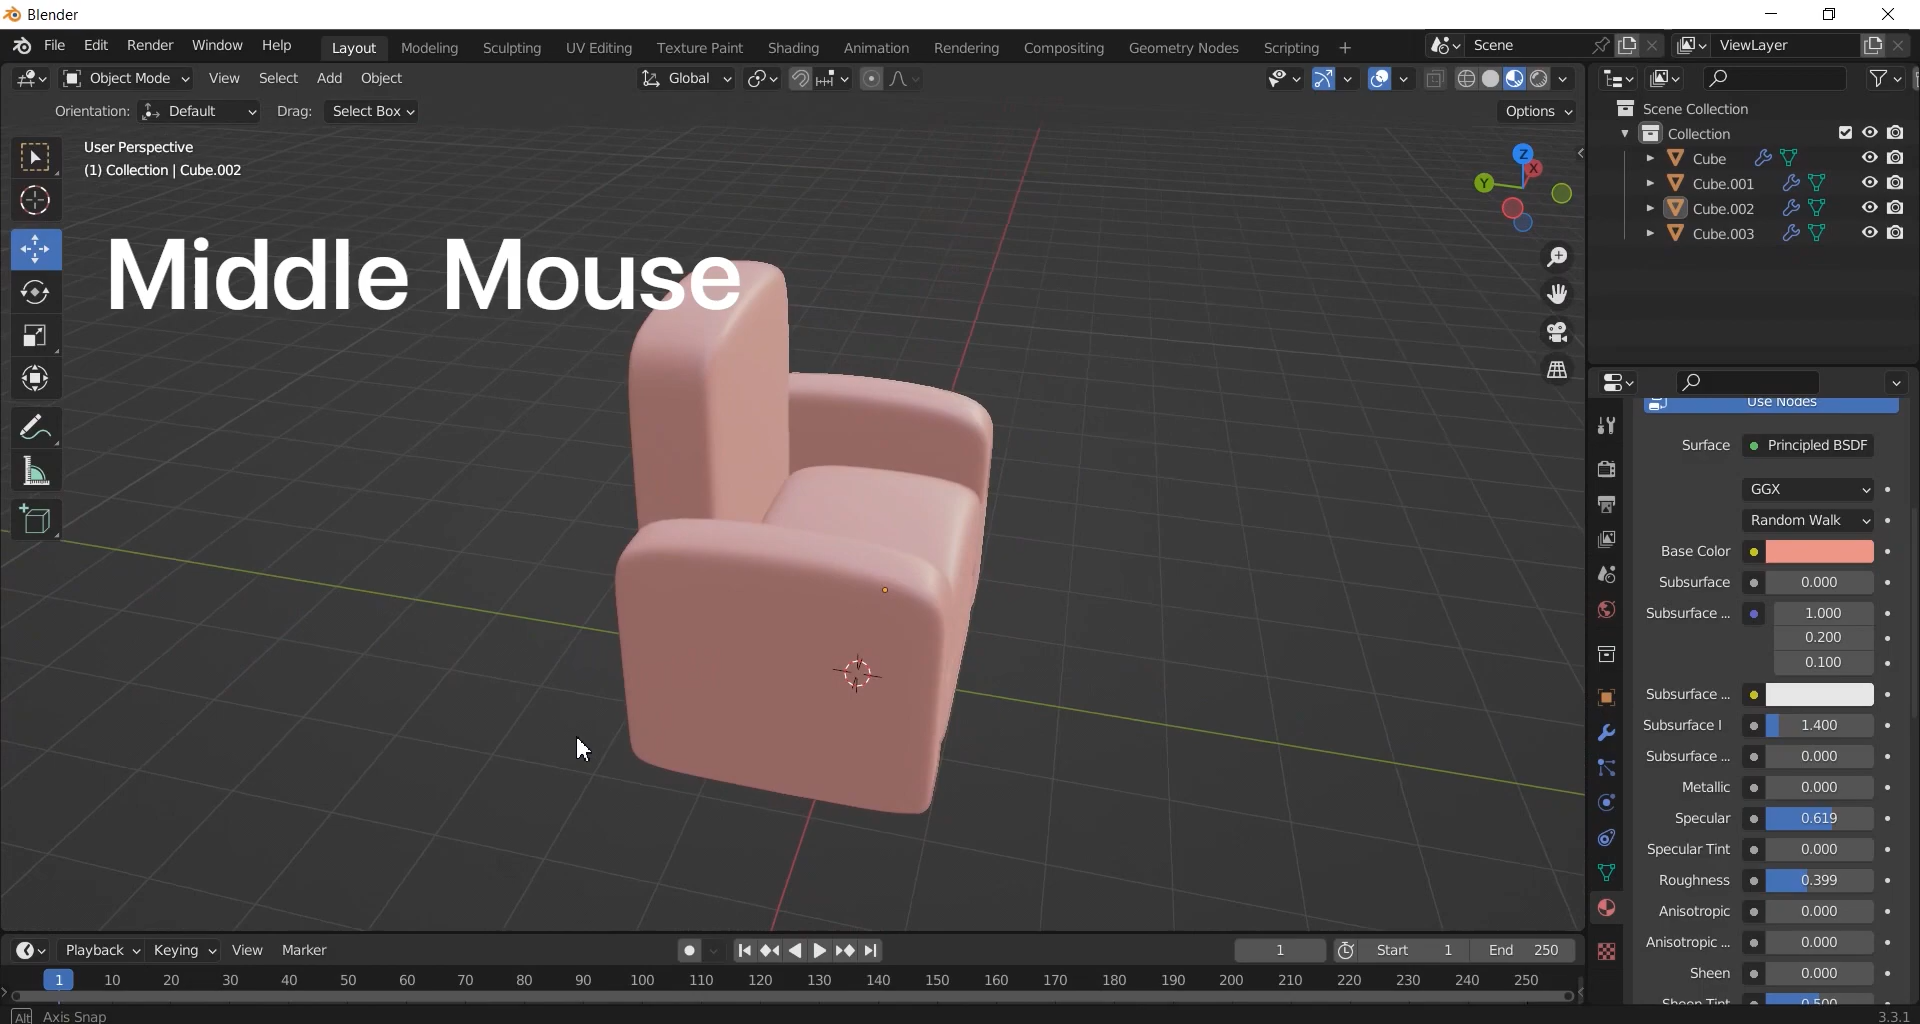 Blender
File Edit Render Window Help Layout Modeling Sculpting UV Editing Texture Paint Shading Animation Rendering Compositing Geometry Nodes Scripting + Scene ViewLayer
Object Mode View Select Add Object Global
Orientation: Default Drag: Select Box Options
User Perspective
(1) Collection | Cube.002
Z
X
Y
Middle Mouse
Scene Collection
Collection
Cube
Cube.001
Cube.002
Cube.003
Use Nodes
Surface Principled BSDF
GGX
Random Walk
Base Color
Subsurface 0.000
Subsurface ... 1.000
0.200
0.100
Subsurface ...
Subsurface I 1.400
Subsurface ... 0.000
Metallic 0.000
Specular 0.619
Specular Tint 0.000
Roughness 0.399
Anisotropic 0.000
Anisotropic ... 0.000
Sheen 0.000
Sheen Tint 0.500
Playback Keying View Marker 1 Start 1 End 250
1 10 20 30 40 50 60 70 80 90 100 110 120 130 140 150 160 170 180 190 200 210 220 230 240 250
Alt Axis Snap 3.3.1